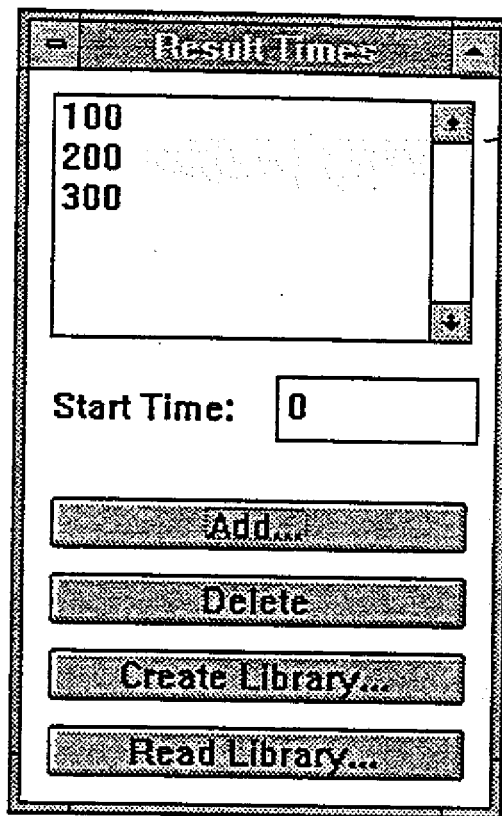 Result Times
100
200
300
Start Time: 0
Add...
Delete
Create Library...
Read Library...